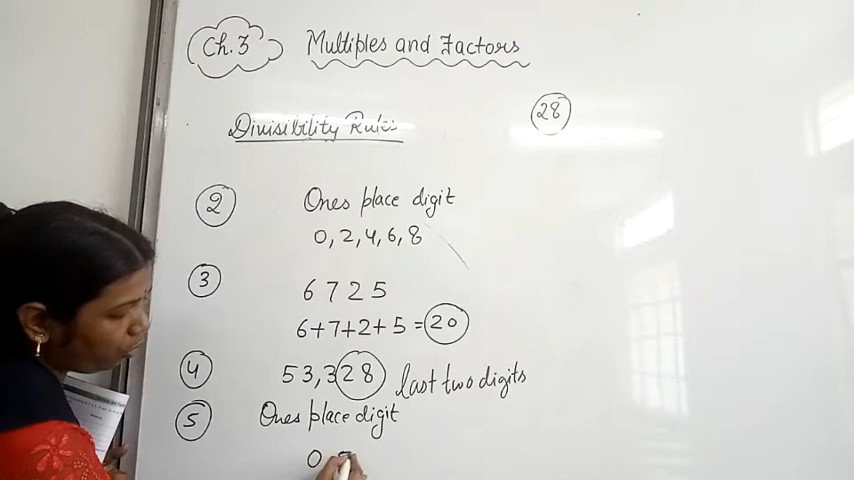 Ch.3 Multiples and Factors
28
Divisibility Rules
2 Ones place digit
0, 2, 4, 6, 8
3 6 7 2 5
6+7+2+5 = 20
4 53,328 last two digits
5 Ones place digit
0